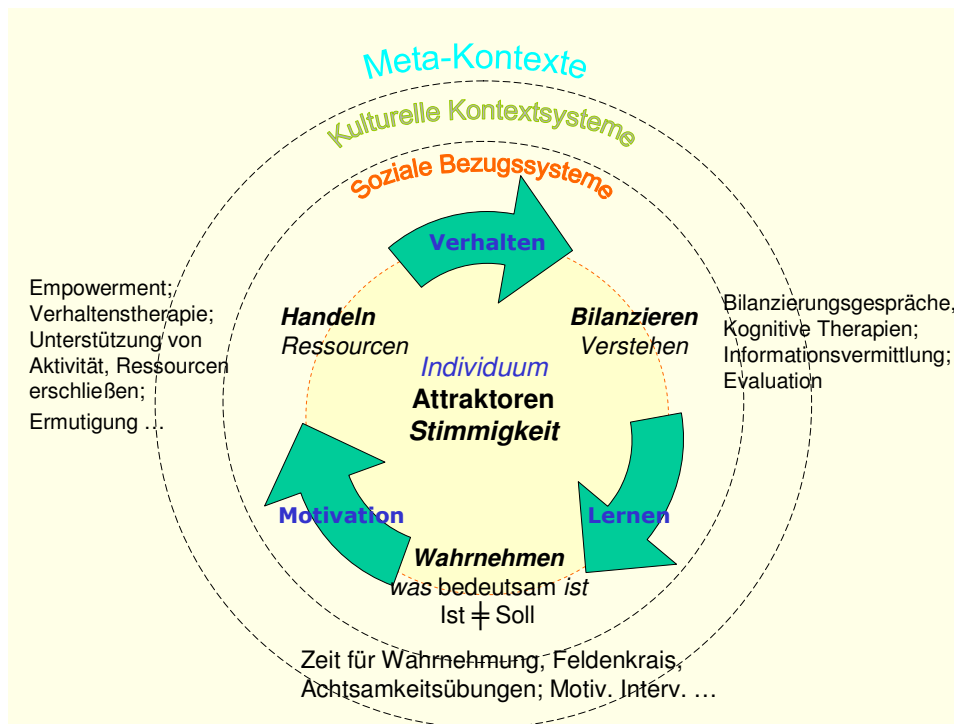 Meta-Kontexte
Kulturelle Kontextsysteme
Soziale Bezugssysteme
Verhalten
Empowerment;
Verhaltenstherapie;
Unterstützung von
Aktivität, Ressourcen
erschließen;
Ermutigung …
Handeln
Ressourcen
Bilanzieren
Verstehen
Bilanzierungsgespräche,
Kognitive Therapien;
Informationsvermittlung;
Evaluation
Individuum
Attraktoren
Stimmigkeit
Motivation
Lernen
Wahrnehmen
was bedeutsam ist
Ist ╪ Soll
Zeit für Wahrnehmung, Feldenkrais,
Achtsamkeitsübungen; Motiv. Interv. …